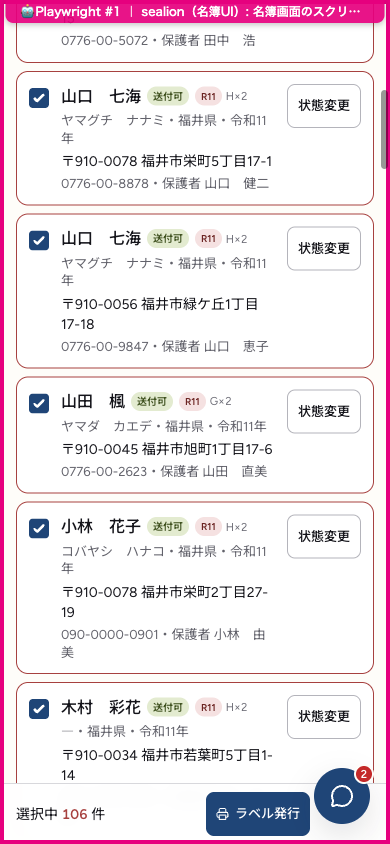 Playwright #1 | sealion（名簿UI）: 名簿画面のスクリ…
0776-00-5072・保護者 田中　浩
山口　七海 送付可 R11 H×2 状態変更
ヤマグチ　ナナミ・福井県・令和11
年
〒910-0078 福井市栄町5丁目17-1
0776-00-8878・保護者 山口　健二
山口　七海 送付可 R11 H×2 状態変更
ヤマグチ　ナナミ・福井県・令和11
年
〒910-0056 福井市緑ケ丘1丁目
17-18
0776-00-9847・保護者 山口　恵子
山田　楓 送付可 R11 G×2 状態変更
ヤマダ　カエデ・福井県・令和11年
〒910-0045 福井市旭町1丁目17-6
0776-00-2623・保護者 山田　直美
小林　花子 送付可 R11 H×2 状態変更
コバヤシ　ハナコ・福井県・令和11
年
〒910-0078 福井市栄町2丁目27-
19
090-0000-0901・保護者 小林　由
美
木村　彩花 送付可 R11 H×2 状態変更
—・福井県・令和11年
〒910-0034 福井市若葉町5丁目1-
14
選択中 106 件 ラベル発行 2